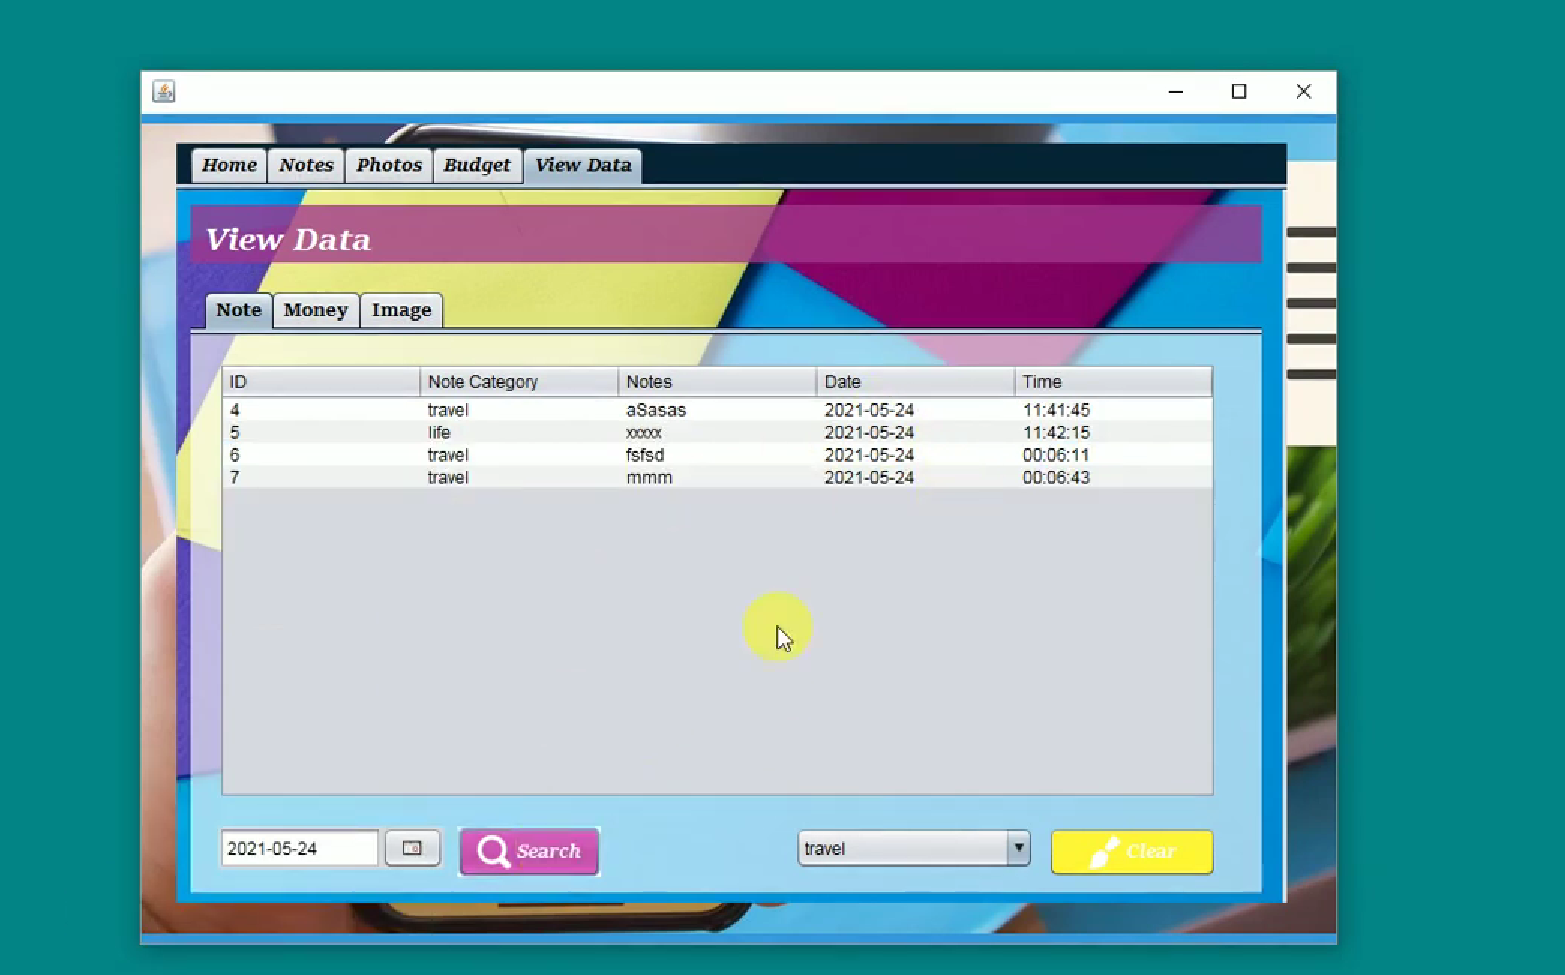 Home Notes Photos Budget View Data
View Data
Note Money Image
ID Note Category Notes Date Time
4 travel aSasas 2021-05-24 11:41:45
5 life xxxxx 2021-05-24 11:42:15
6 travel fsfsd 2021-05-24 00:06:11
7 travel mmm 2021-05-24 00:06:43
2021-05-24 Search travel Clear